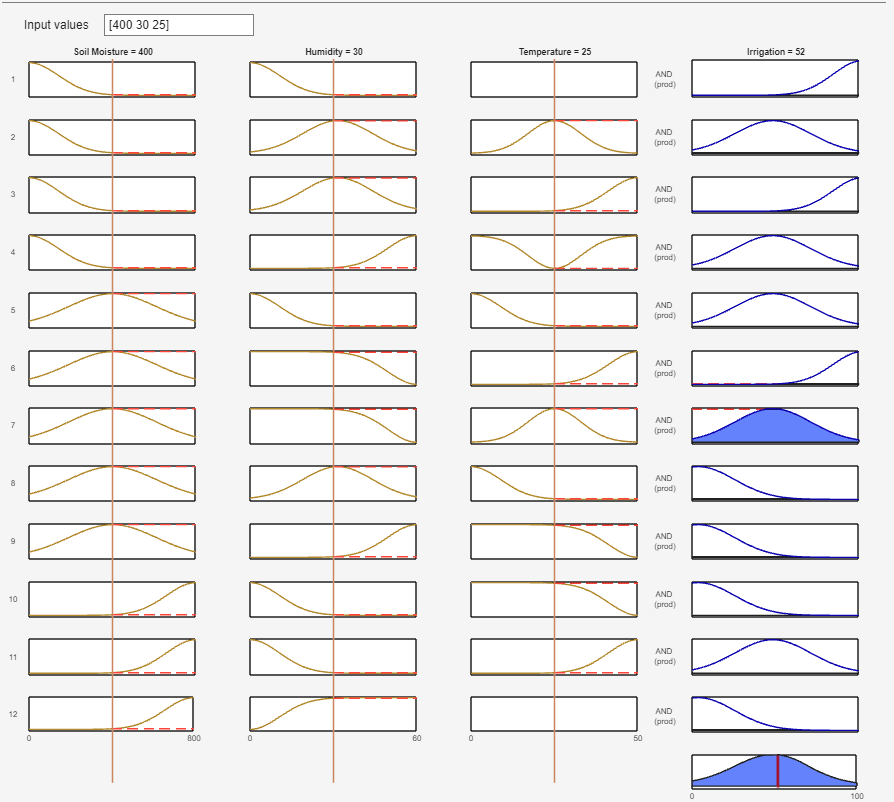 Input values [400 30 25]
Soil Moisture = 400 Humidity = 30 Temperature = 25 Irrigation = 52
1 AND
(prod)
2 AND
(prod)
3 AND
(prod)
4 AND
(prod)
5 AND
(prod)
6 AND
(prod)
7 AND
(prod)
8 AND
(prod)
9 AND
(prod)
10 AND
(prod)
11 AND
(prod)
12 AND
(prod)
0 800 0 60 0 50
0 100